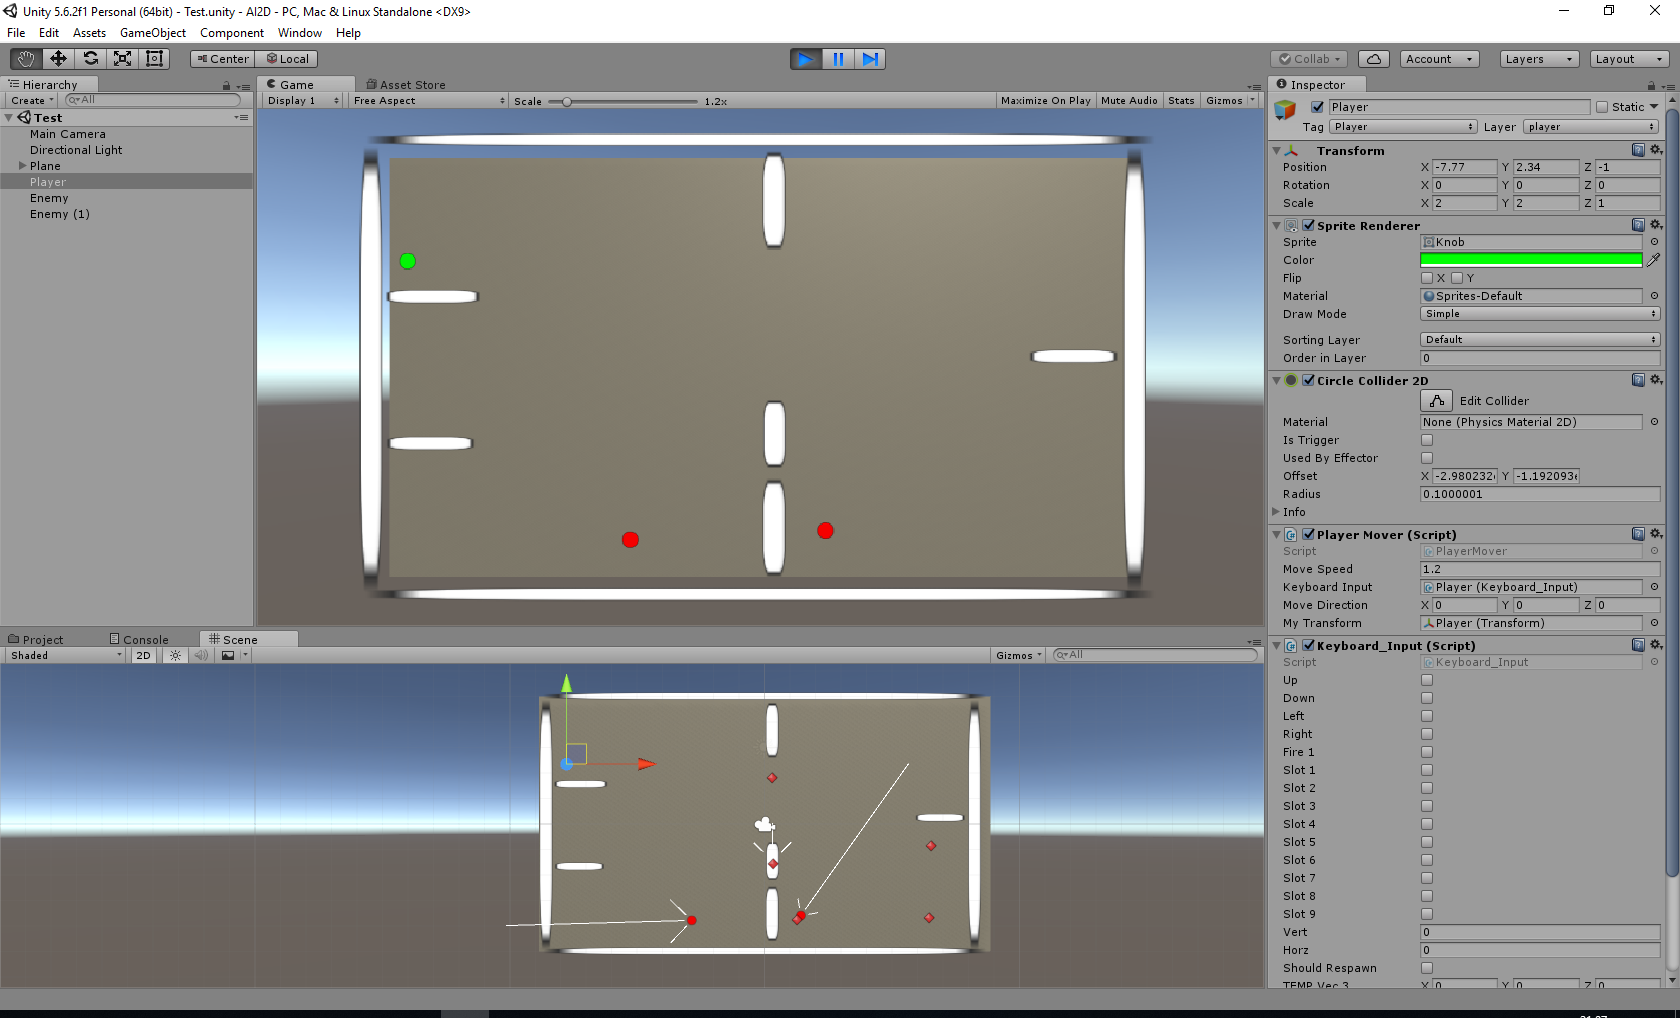 Unity 5.6.2f1 Personal (64bit) - Test.unity - AI2D - PC, Mac & Linux Standalone <DX9>
File Edit Assets GameObject Component Window Help
Center Local Collab Account Layers Layout
Hierarchy
Create All
Test
Main Camera
Directional Light
Plane
Player
Enemy
Enemy (1)
Game Asset Store
Display 1 Free Aspect Scale 1.2x Maximize On Play Mute Audio Stats Gizmos
Project Console Scene
Shaded 2D Gizmos All
Inspector
Player Static
Tag Player Layer player
Transform
Position X -7.77 Y 2.34 Z -1
Rotation X 0 Y 0 Z 0
Scale X 2 Y 2 Z 1
Sprite Renderer
Sprite Knob
Color
Flip X Y
Material Sprites-Default
Draw Mode Simple
Sorting Layer Default
Order in Layer 0
Circle Collider 2D
Edit Collider
Material None (Physics Material 2D)
Is Trigger
Used By Effector
Offset X -2.980232 Y -1.192093
Radius 0.1000001
Info
Player Mover (Script)
Script PlayerMover
Move Speed 1.2
Keyboard Input Player (Keyboard_Input)
Move Direction X 0 Y 0 Z 0
My Transform Player (Transform)
Keyboard_Input (Script)
Script Keyboard_Input
Up
Down
Left
Right
Fire 1
Slot 1
Slot 2
Slot 3
Slot 4
Slot 5
Slot 6
Slot 7
Slot 8
Slot 9
Vert 0
Horz 0
Should Respawn
TEMP Vec 3 X 0 Y 0 Z 0